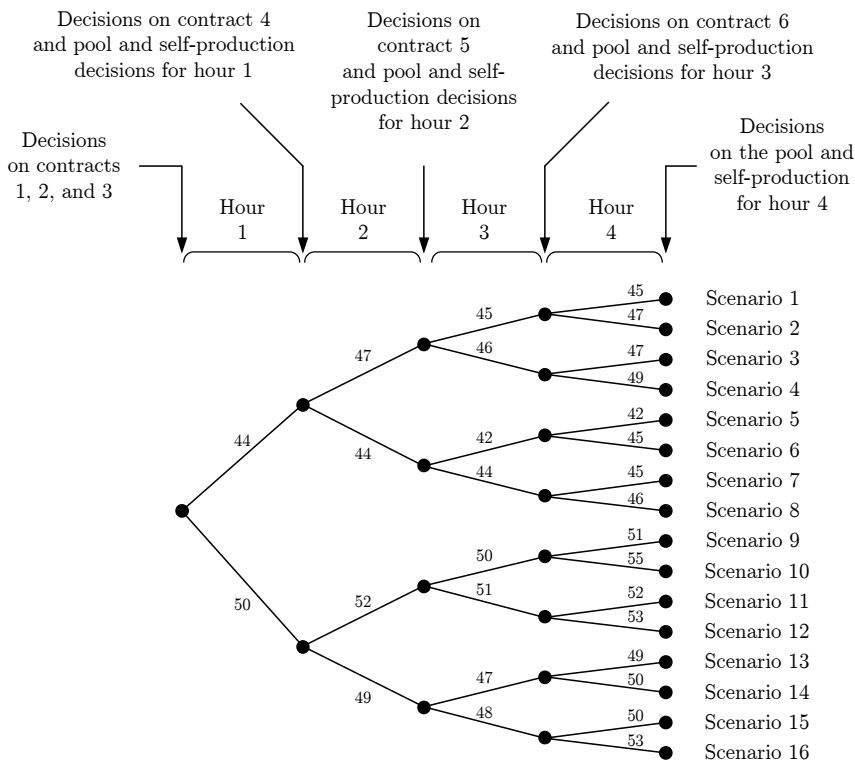 Decisions on contract 4
and pool and self-production
decisions for hour 1
Decisions on
contract 5
and pool and self-
production decisions
for hour 2
Decisions on contract 6
and pool and self-production
decisions for hour 3
Decisions
on contracts
1, 2, and 3
Decisions
on the pool and
self-production
for hour 4
Hour
1
Hour
2
Hour
3
Hour
4
44
50
47
44
52
49
45
46
42
44
50
51
47
48
45
47
47
49
42
45
45
46
51
55
52
53
49
50
50
53
Scenario 1
Scenario 2
Scenario 3
Scenario 4
Scenario 5
Scenario 6
Scenario 7
Scenario 8
Scenario 9
Scenario 10
Scenario 11
Scenario 12
Scenario 13
Scenario 14
Scenario 15
Scenario 16